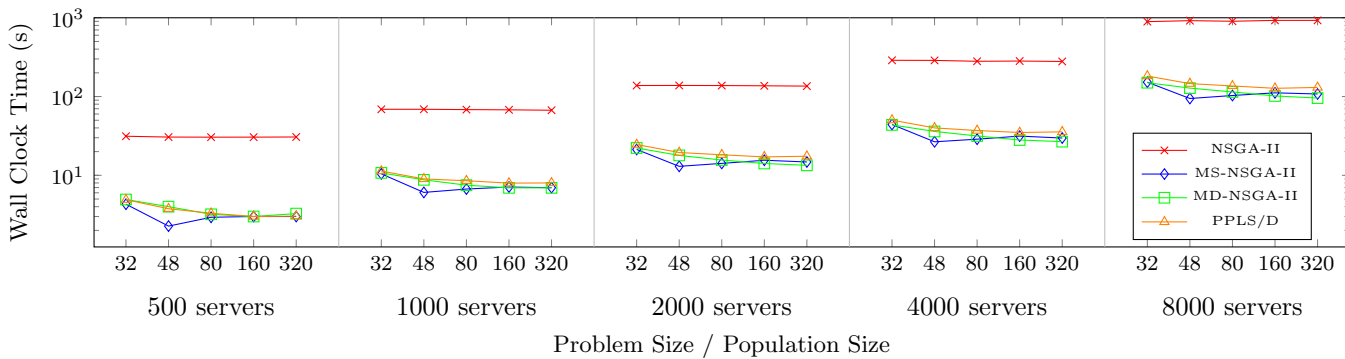 Wall Clock Time (s)
10³
10²
10¹
32 48 80 160 320
32 48 80 160 320
32 48 80 160 320
32 48 80 160 320
32 48 80 160 320
500 servers
1000 servers
2000 servers
4000 servers
8000 servers
Problem Size / Population Size
NSGA-II
MS-NSGA-II
MD-NSGA-II
PPLS/D